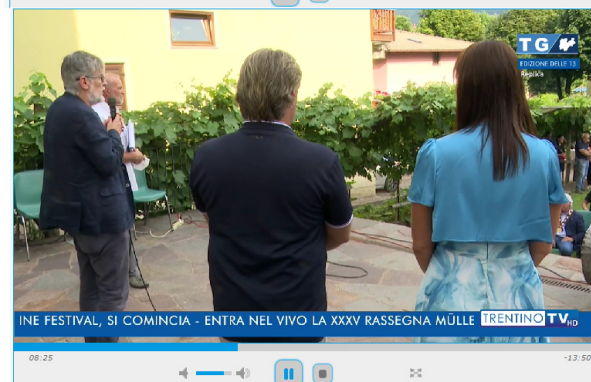 TG
EDIZIONE DELLE 13
Replica
INE FESTIVAL, SI COMINCIA - ENTRA NEL VIVO LA XXXV RASSEGNA MÜLLE
TRENTINO TV HD
08:25
-13:50